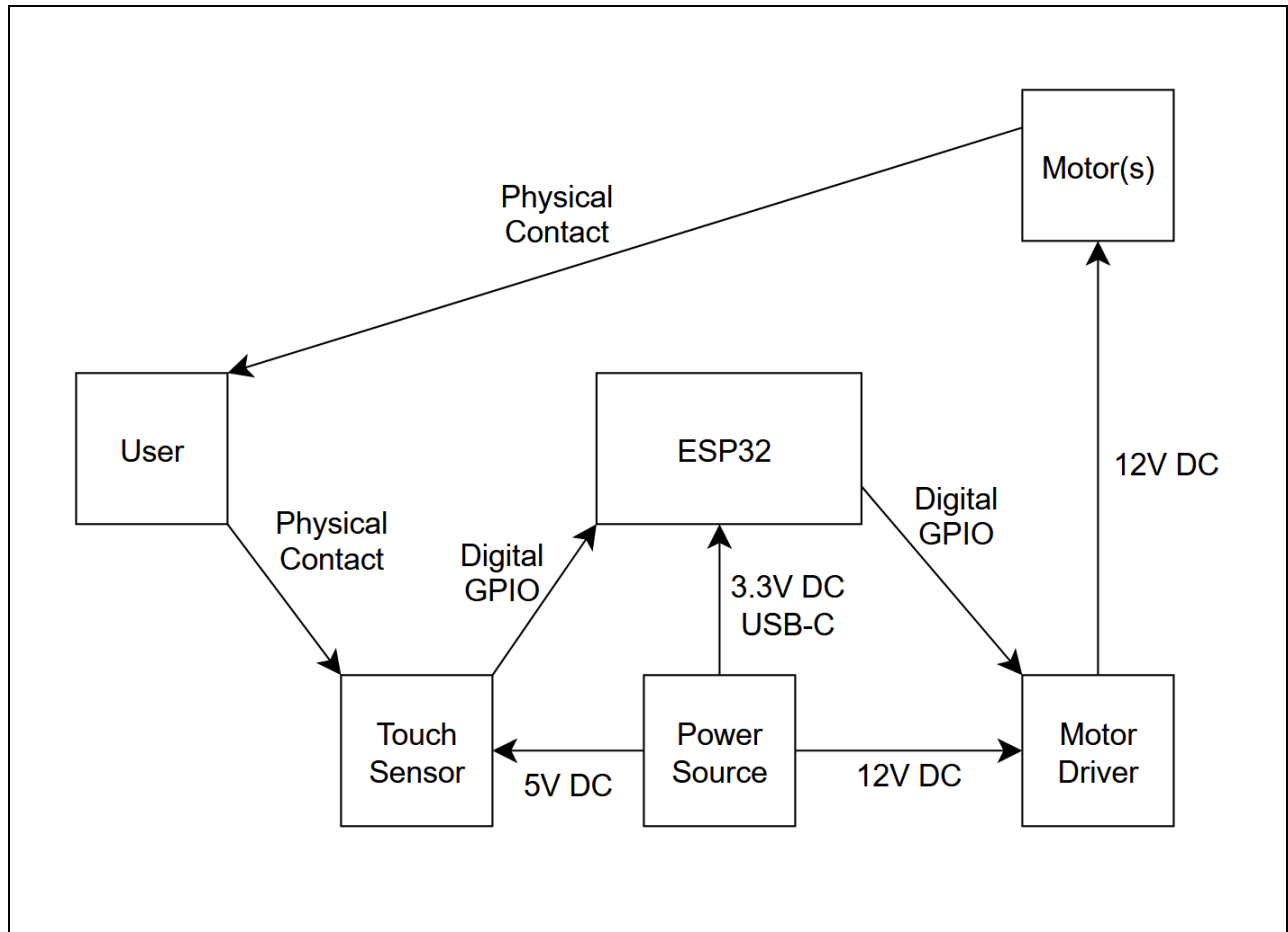 Motor(s)
Physical
Contact
User
ESP32
12V DC
Physical
Contact
Digital
GPIO
Digital
GPIO
3.3V DC
USB-C
Touch
Sensor
Power
Source
Motor
Driver
5V DC
12V DC